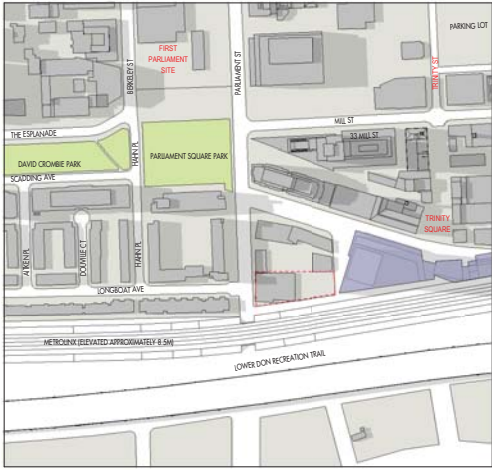 PARKING LOT
FIRST
PARLIAMENT
SITE
BERKELEY ST
PARLIAMENT ST
TRINITY ST
MILL ST
THE ESPLANADE
33 MILL ST
HAHN PL
PARLIAMENT SQUARE PARK
DAVID CROMBIE PARK
SCADDING AVE
TRINITY
SQUARE
AITKEN PL
DOUVILLE CT
HAHN PL
LONGBOAT AVE
METROLINX (ELEVATED APPROXIMATELY 8.5M)
LOWER DON RECREATION TRAIL